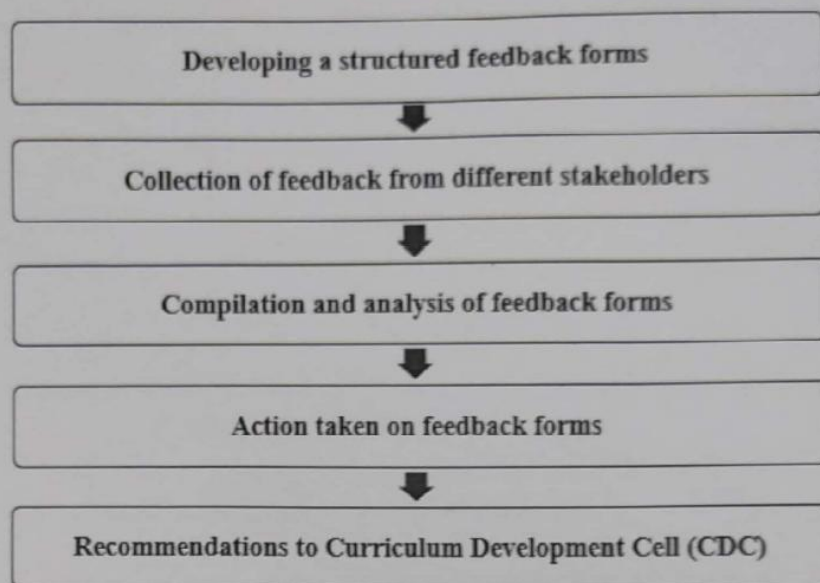 Developing a structured feedback forms
Collection of feedback from different stakeholders
Compilation and analysis of feedback forms
Action taken on feedback forms
Recommendations to Curriculum Development Cell (CDC)